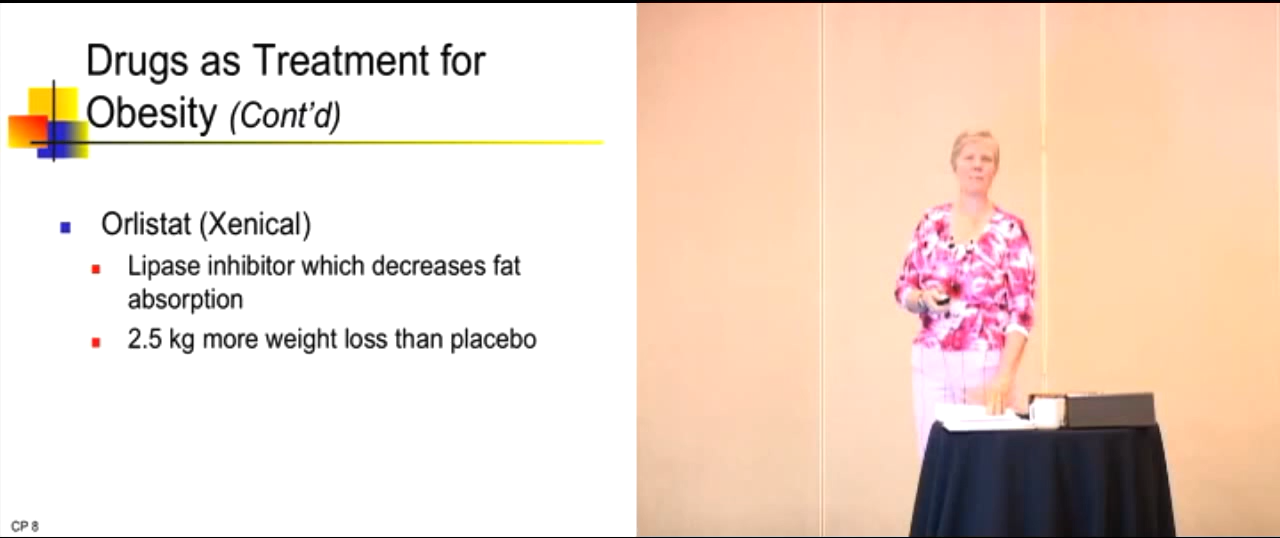 Drugs as Treatment for
Obesity (Cont'd)
Orlistat (Xenical)
Lipase inhibitor which decreases fat
absorption
2.5 kg more weight loss than placebo
CP 8